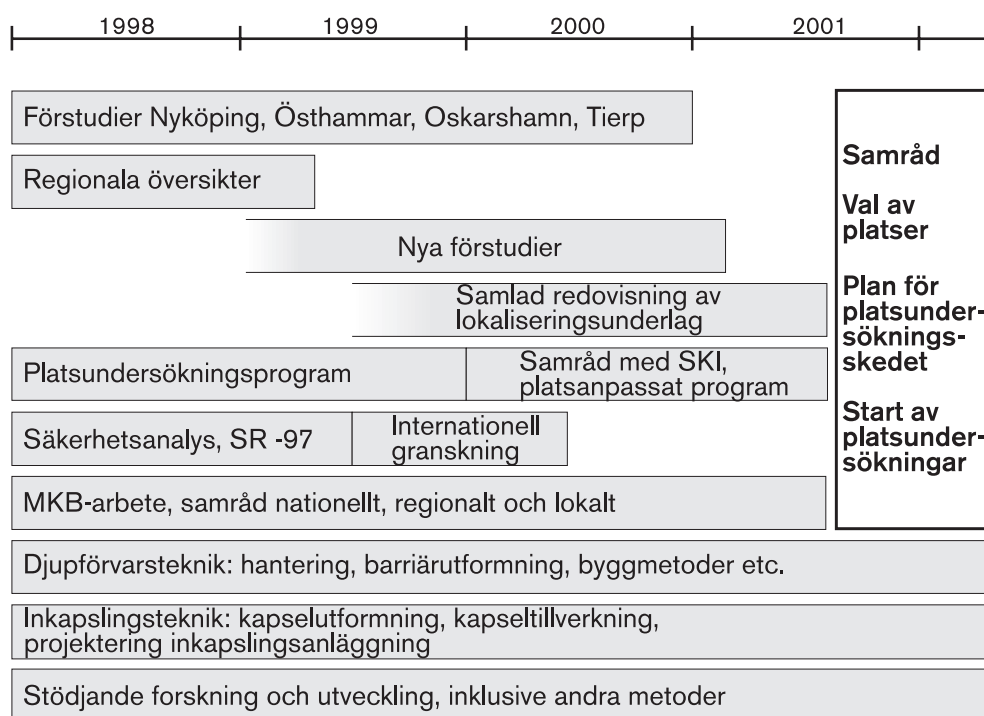 1998 1999 2000 2001
Förstudier Nyköping, Östhammar, Oskarshamn, Tierp
Regionala översikter
Nya förstudier
Samlad redovisning av
lokaliseringsunderlag
Platsundersökningsprogram
Samråd med SKI,
platsanpassat program
Säkerhetsanalys, SR -97
Internationell
granskning
MKB-arbete, samråd nationellt, regionalt och lokalt
Djupförvarsteknik: hantering, barriärutformning, byggmetoder etc.
Inkapslingsteknik: kapselutformning, kapseltillverkning,
projektering inkapslingsanläggning
Stödjande forskning och utveckling, inklusive andra metoder
Samråd
Val av
platser
Plan för
platsunder-
söknings-
skedet
Start av
platsunder-
sökningar